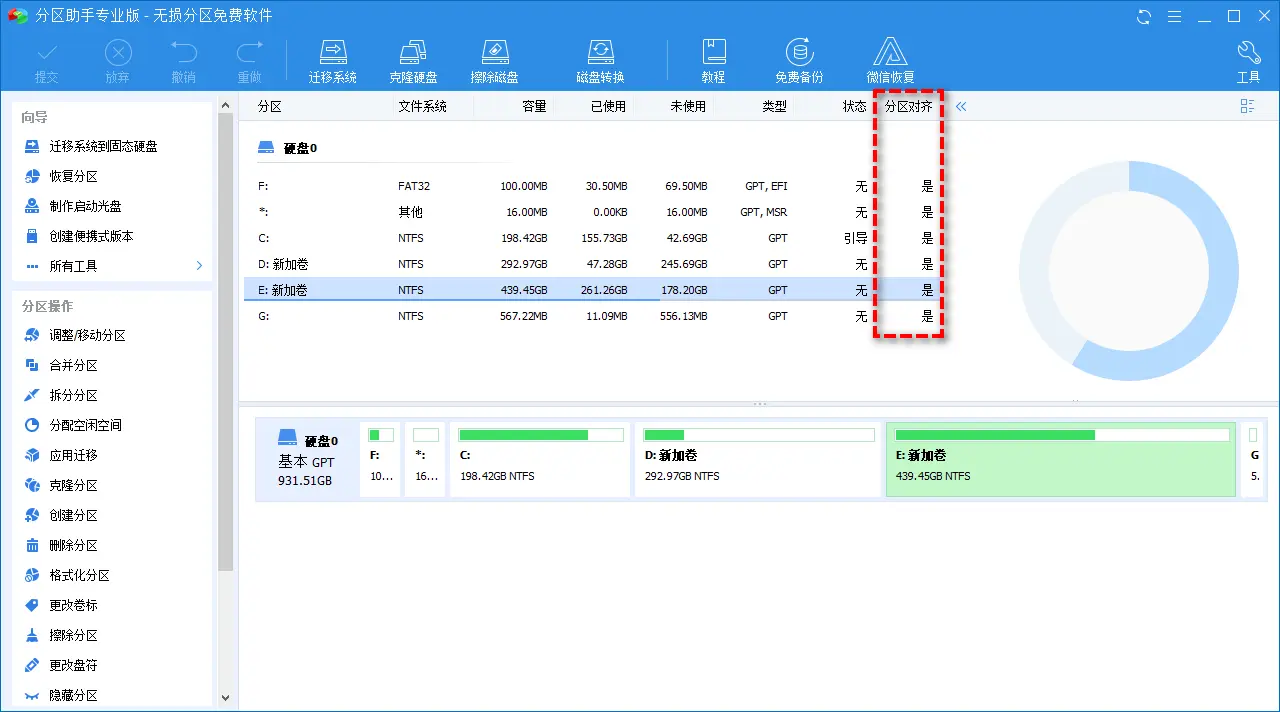 分区助手专业版 - 无损分区免费软件
提交 放弃 撤销 重做 迁移系统 克隆硬盘 擦除磁盘 磁盘转换 教程 免费备份 微信恢复 工具
向导
迁移系统到固态硬盘
恢复分区
制作启动光盘
创建便携式版本
所有工具
分区操作
调整/移动分区
合并分区
拆分分区
分配空闲空间
应用迁移
克隆分区
创建分区
删除分区
格式化分区
更改卷标
擦除分区
更改盘符
隐藏分区
分区 文件系统 容量 已使用 未使用 类型 状态 分区对齐
硬盘0
F: FAT32 100.00MB 30.50MB 69.50MB GPT, EFI 无 是
*: 其他 16.00MB 0.00KB 16.00MB GPT, MSR 无 是
C: NTFS 198.42GB 155.73GB 42.69GB GPT 引导 是
D: 新加卷 NTFS 292.97GB 47.28GB 245.69GB GPT 无 是
E: 新加卷 NTFS 439.45GB 261.26GB 178.20GB GPT 无 是
G: NTFS 567.22MB 11.09MB 556.13MB GPT 无 是
硬盘0
基本 GPT
931.51GB
F:
10...
*:
16...
C:
198.42GB NTFS
D: 新加卷
292.97GB NTFS
E: 新加卷
439.45GB NTFS
G
5.